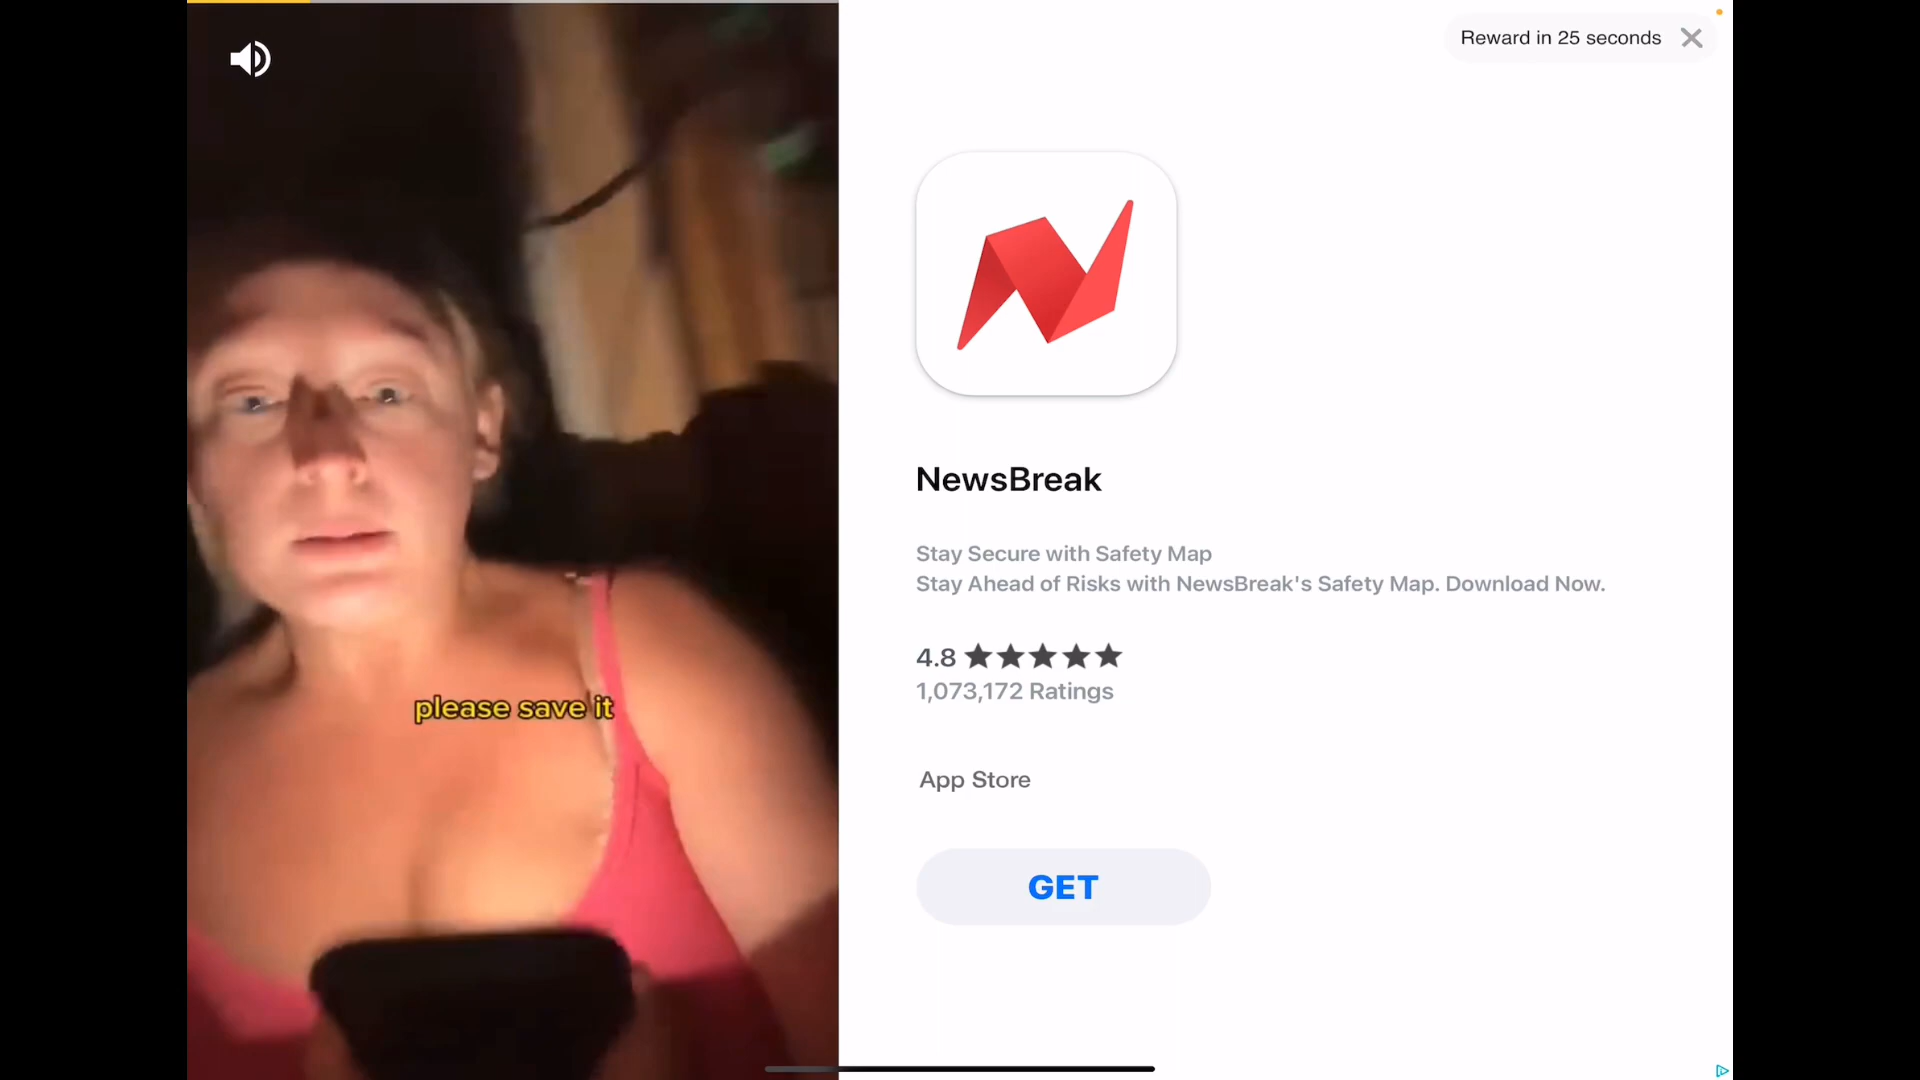 Reward in 25 seconds
please save it
NewsBreak
Stay Secure with Safety Map
Stay Ahead of Risks with NewsBreak's Safety Map. Download Now.
4.8
1,073,172 Ratings
App Store
GET